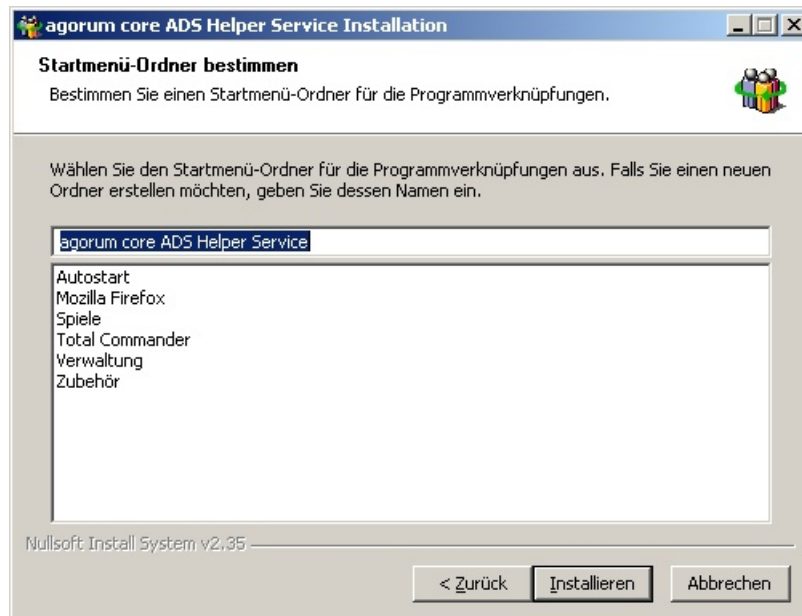 agorum core ADS Helper Service Installation
Startmenü-Ordner bestimmen
Bestimmen Sie einen Startmenü-Ordner für die Programmverknüpfungen.
Wählen Sie den Startmenü-Ordner für die Programmverknüpfungen aus. Falls Sie einen neuen
Ordner erstellen möchten, geben Sie dessen Namen ein.
agorum core ADS Helper Service
Autostart
Mozilla Firefox
Spiele
Total Commander
Verwaltung
Zubehör
Nullsoft Install System v2.35
< Zurück Installieren Abbrechen